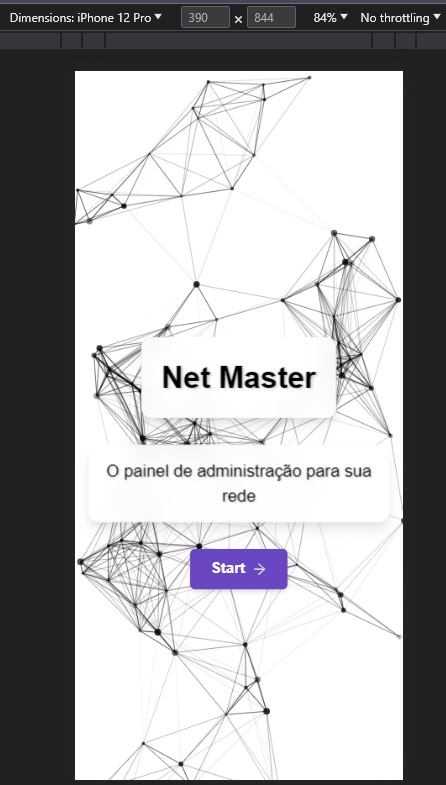 Dimensions: iPhone 12 Pro 390 x 844 84% No throttling
Net Master
O painel de administração para sua
rede
Start